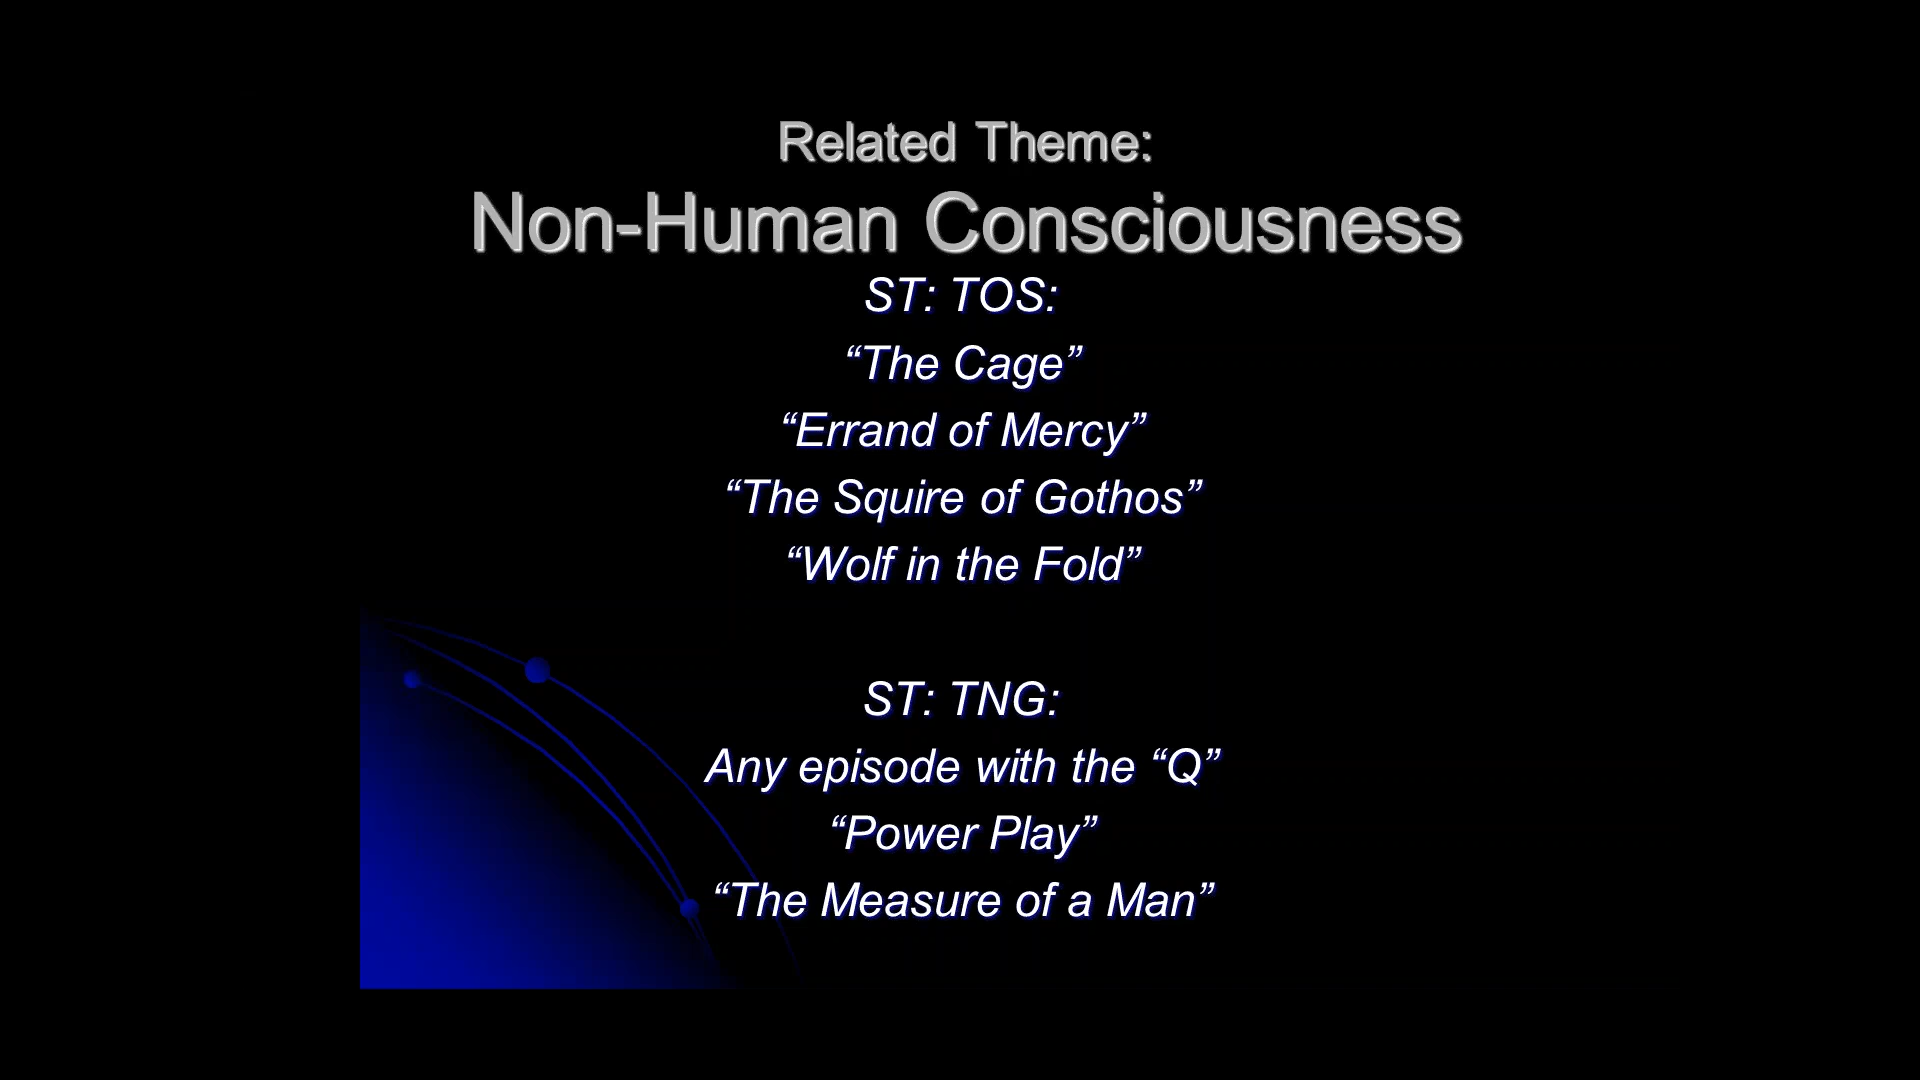 Related Theme:
Non-Human Consciousness
ST: TOS:
“The Cage”
“Errand of Mercy”
“The Squire of Gothos”
“Wolf in the Fold”
ST: TNG:
Any episode with the “Q”
“Power Play”
“The Measure of a Man”